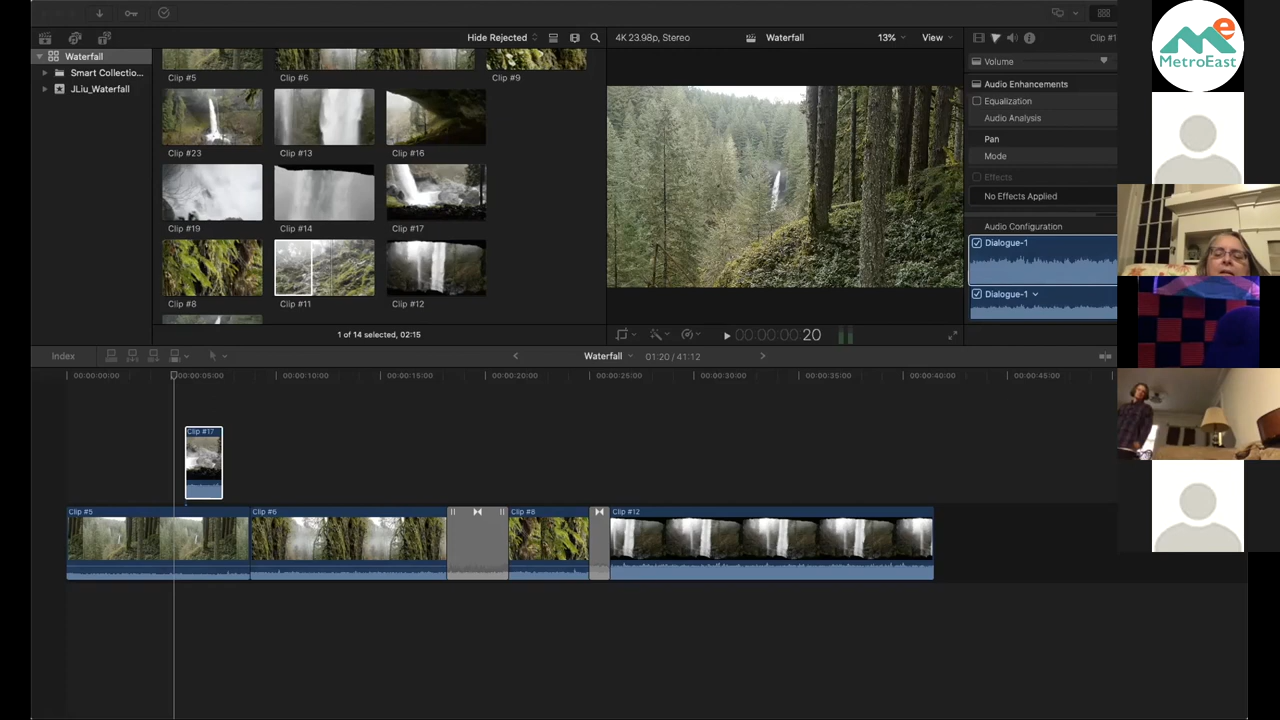 Hide Rejected
4K 23.98p, Stereo
Waterfall
13%
View
Clip #1
Waterfall
Smart Collectio...
JLiu_Waterfall
Clip #5
Clip #6
Clip #9
Clip #23
Clip #13
Clip #16
Clip #19
Clip #14
Clip #17
Clip #8
Clip #11
Clip #12
1 of 14 selected, 02:15
00:00:00:20
Volume
Audio Enhancements
Equalization
Audio Analysis
Pan
Mode
Effects
No Effects Applied
Audio Configuration
Dialogue-1
Dialogue-1
MetroEast
Index
Waterfall
01:20 / 41:12
00:00:00:00
00:00:05:00
00:00:10:00
00:00:15:00
00:00:20:00
00:00:25:00
00:00:30:00
00:00:35:00
00:00:40:00
00:00:45:00
Clip #17
Clip #5
Clip #6
Clip #8
Clip #12